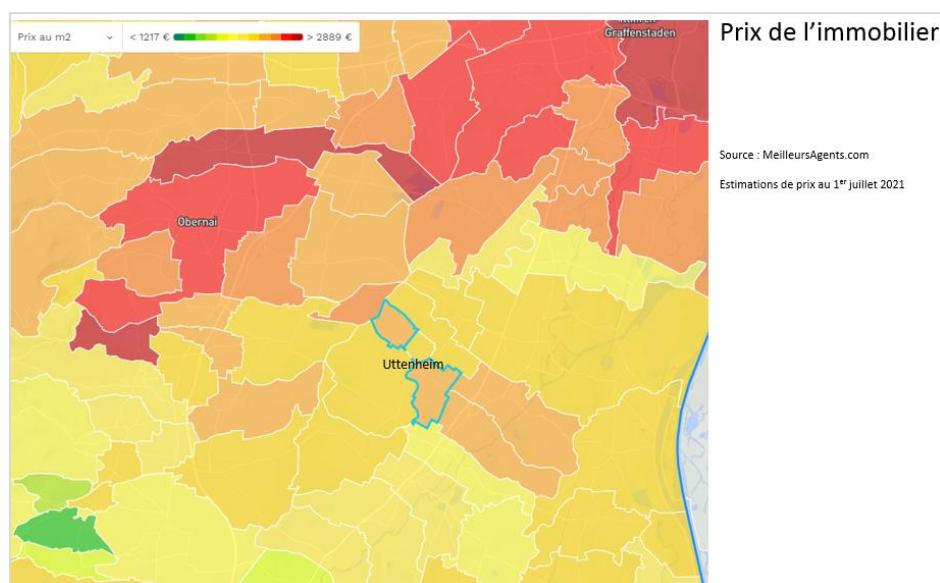 Prix au m2
< 1217 €
> 2889 €
Graffenstaden
Prix de l’immobilier
Source : MeilleursAgents.com
Estimations de prix au 1er juillet 2021
Obernai
Uttenheim